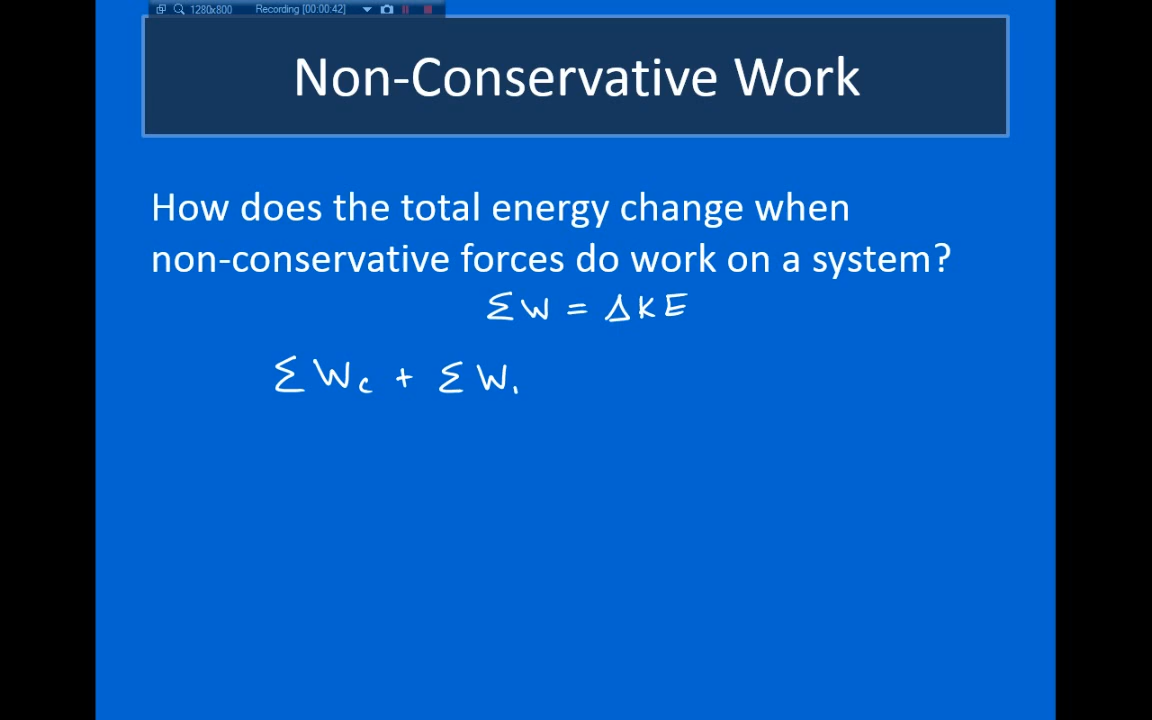 1280x800 Recording [00:00:42]
Non-Conservative Work
How does the total energy change when
non-conservative forces do work on a system?
ΣW = ΔKE
ΣWc + ΣW